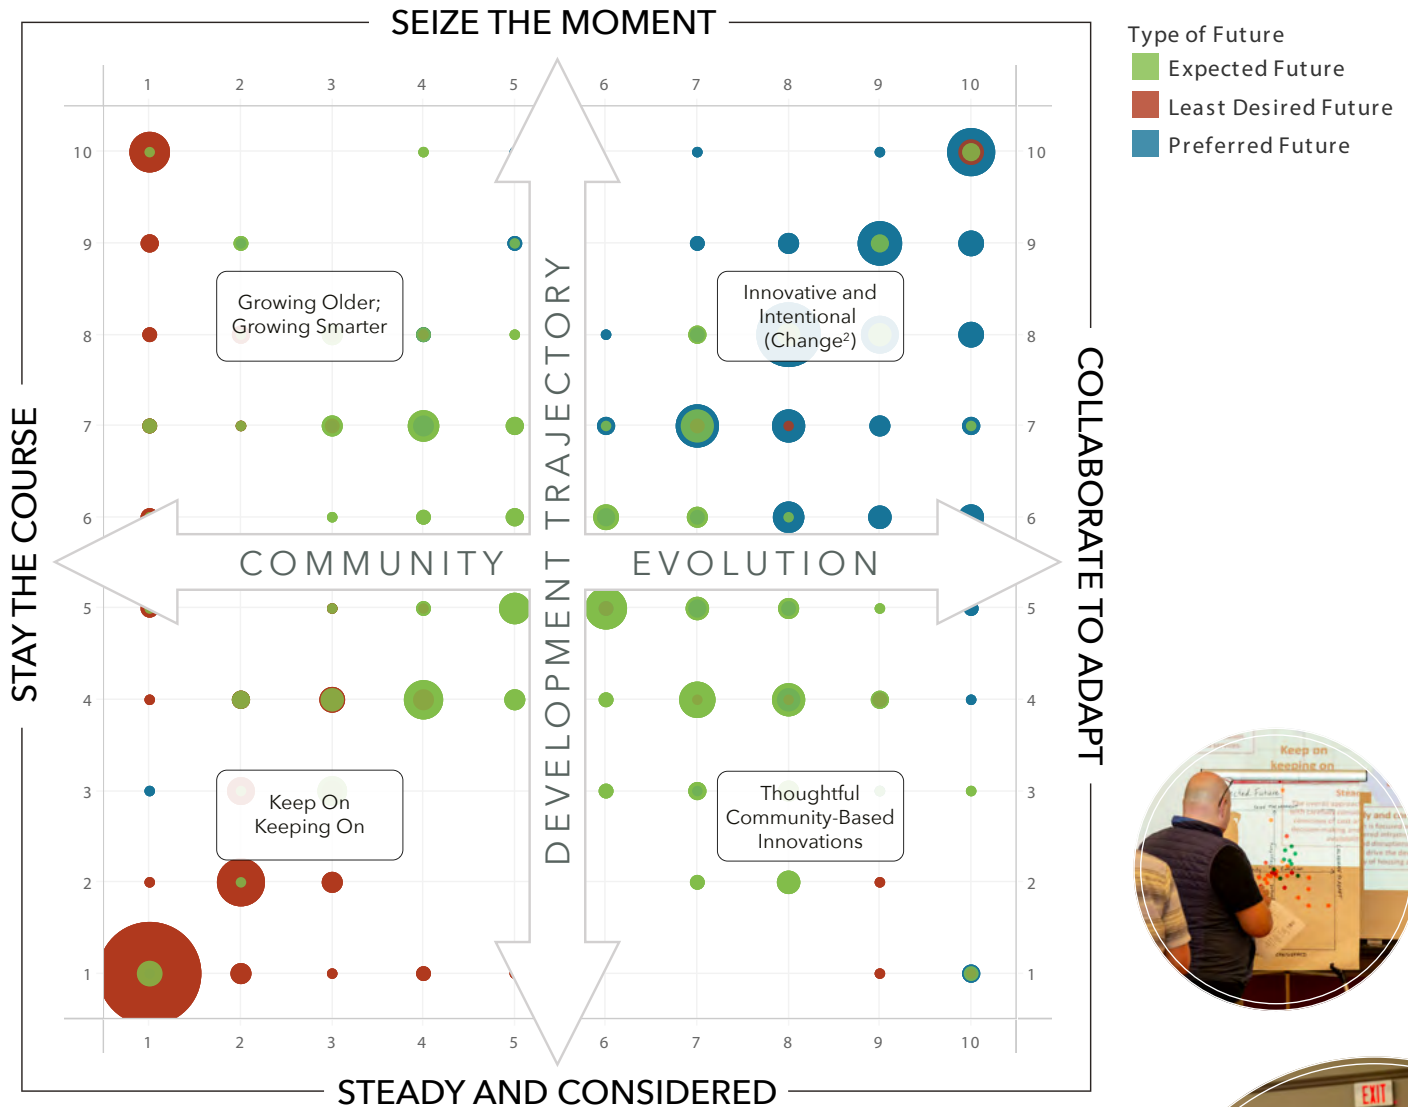 SEIZE THE MOMENT
Type of Future
Expected Future
Least Desired Future
Preferred Future
1 2 3 4 5 6 7 8 9 10
10 10
9 9
8 8
7 7
6 6
5 5
4 4
3 3
2 2
1 1
Growing Older;
Growing Smarter
Innovative and
Intentional
(Change²)
STAY THE COURSE
COLLABORATE TO ADAPT
COMMUNITY EVOLUTION
DEVELOPMENT TRAJECTORY
Keep On
Keeping On
Thoughtful
Community-Based
Innovations
1 2 3 4 5 6 7 8 9 10
STEADY AND CONSIDERED
Keep on
keeping on
EXIT